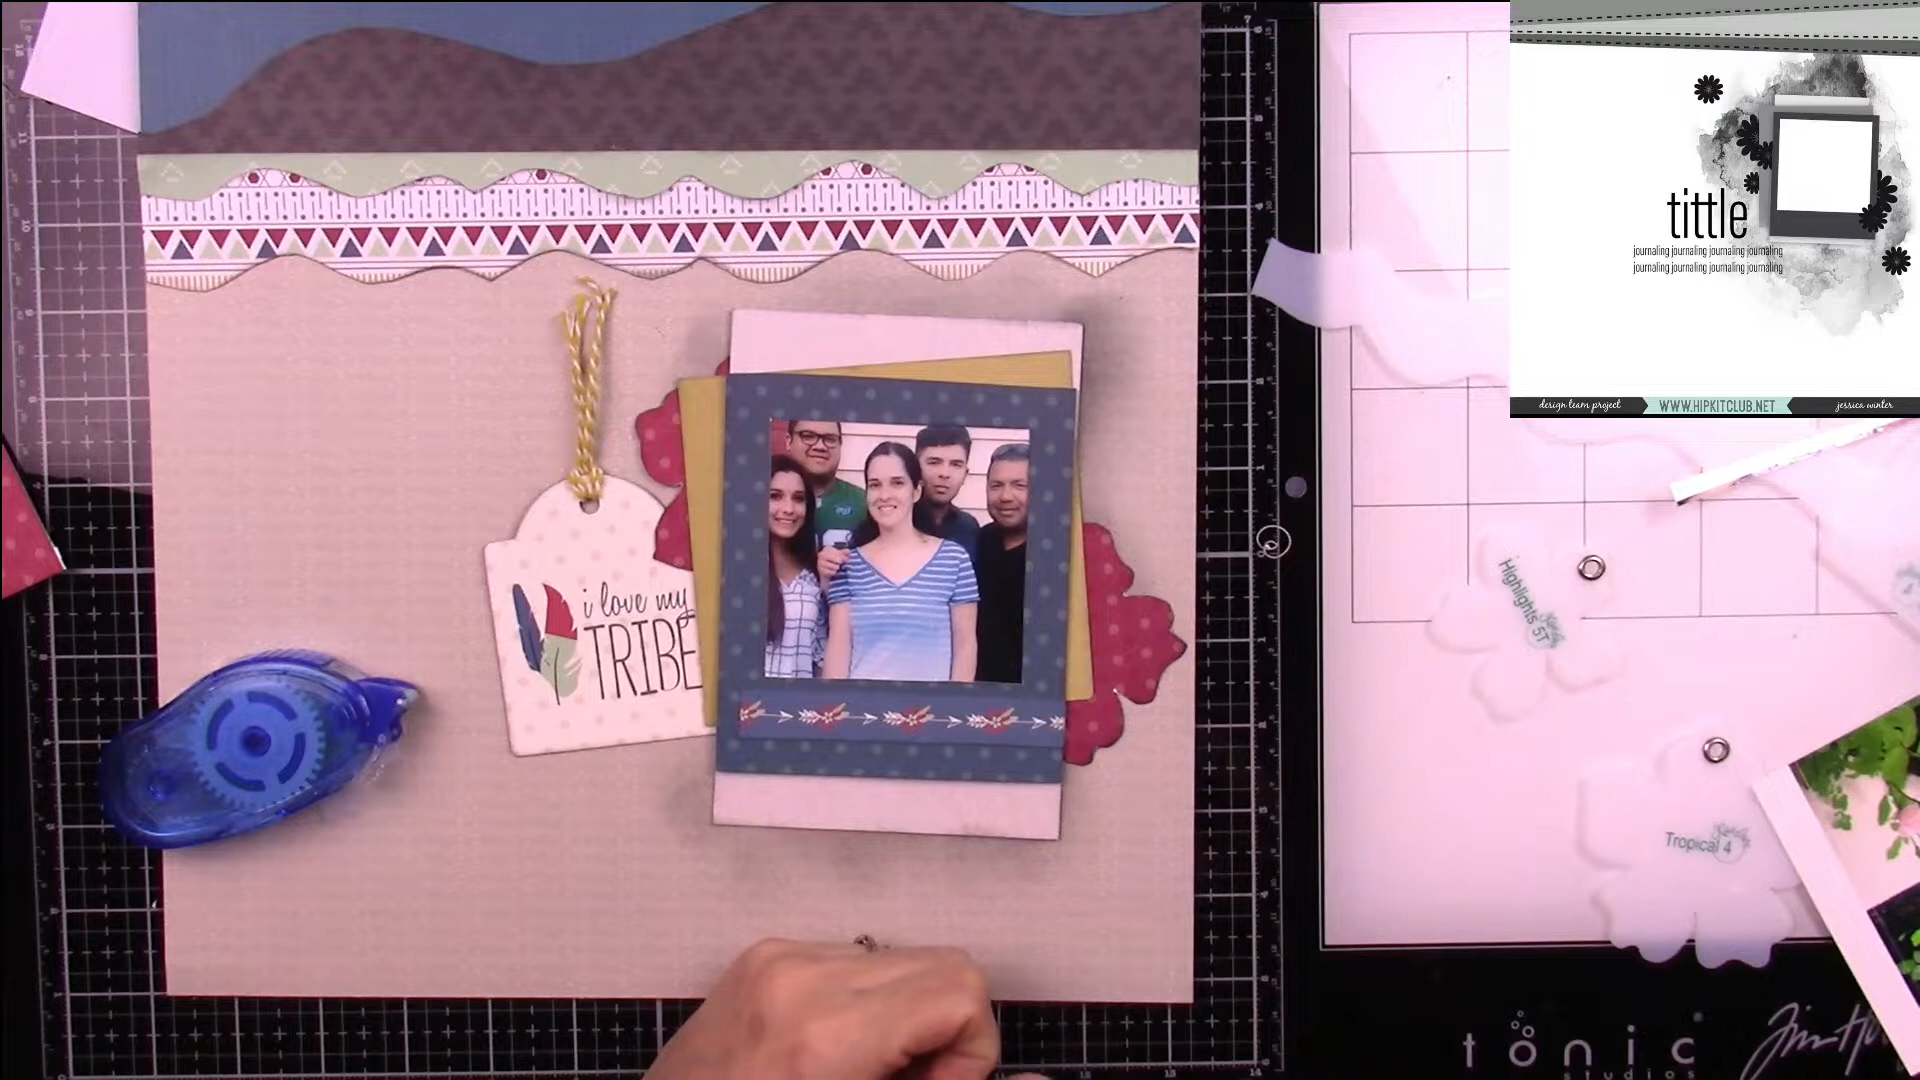 tittle
journaling journaling journaling journaling
journaling journaling journaling journaling
design team project
WWW.HIPKITCLUB.NET
jessica winter
i love my
TRIBE
Highlights 5T
Tropical 4
tonic
studios